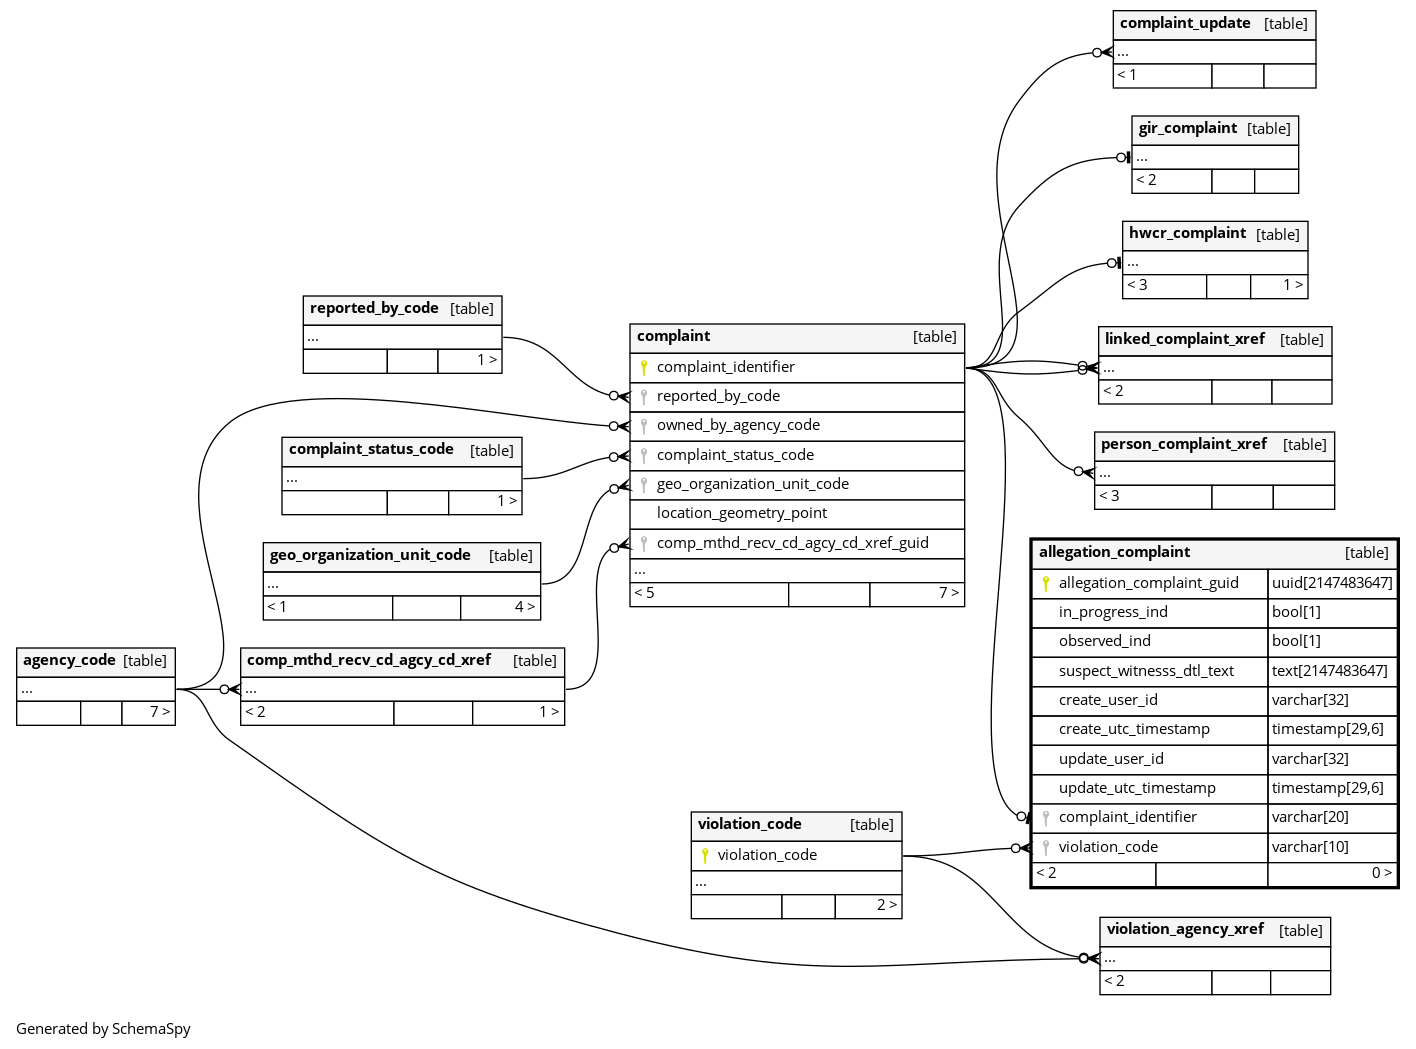 complaint_update [table]
...
< 1
gir_complaint [table]
...
< 2
hwcr_complaint [table]
...
< 3 1 >
reported_by_code [table]
...
1 >
complaint [table]
complaint_identifier
reported_by_code
owned_by_agency_code
complaint_status_code
geo_organization_unit_code
location_geometry_point
comp_mthd_recv_cd_agcy_cd_xref_guid
...
< 5 7 >
linked_complaint_xref [table]
...
< 2
complaint_status_code [table]
...
1 >
person_complaint_xref [table]
...
< 3
geo_organization_unit_code [table]
...
< 1 4 >
allegation_complaint [table]
allegation_complaint_guid uuid[2147483647]
in_progress_ind bool[1]
observed_ind bool[1]
suspect_witnesss_dtl_text text[2147483647]
create_user_id varchar[32]
create_utc_timestamp timestamp[29,6]
update_user_id varchar[32]
update_utc_timestamp timestamp[29,6]
complaint_identifier varchar[20]
violation_code varchar[10]
< 2 0 >
agency_code [table]
...
7 >
comp_mthd_recv_cd_agcy_cd_xref [table]
...
< 2 1 >
violation_code [table]
violation_code
...
2 >
violation_agency_xref [table]
...
< 2
Generated by SchemaSpy